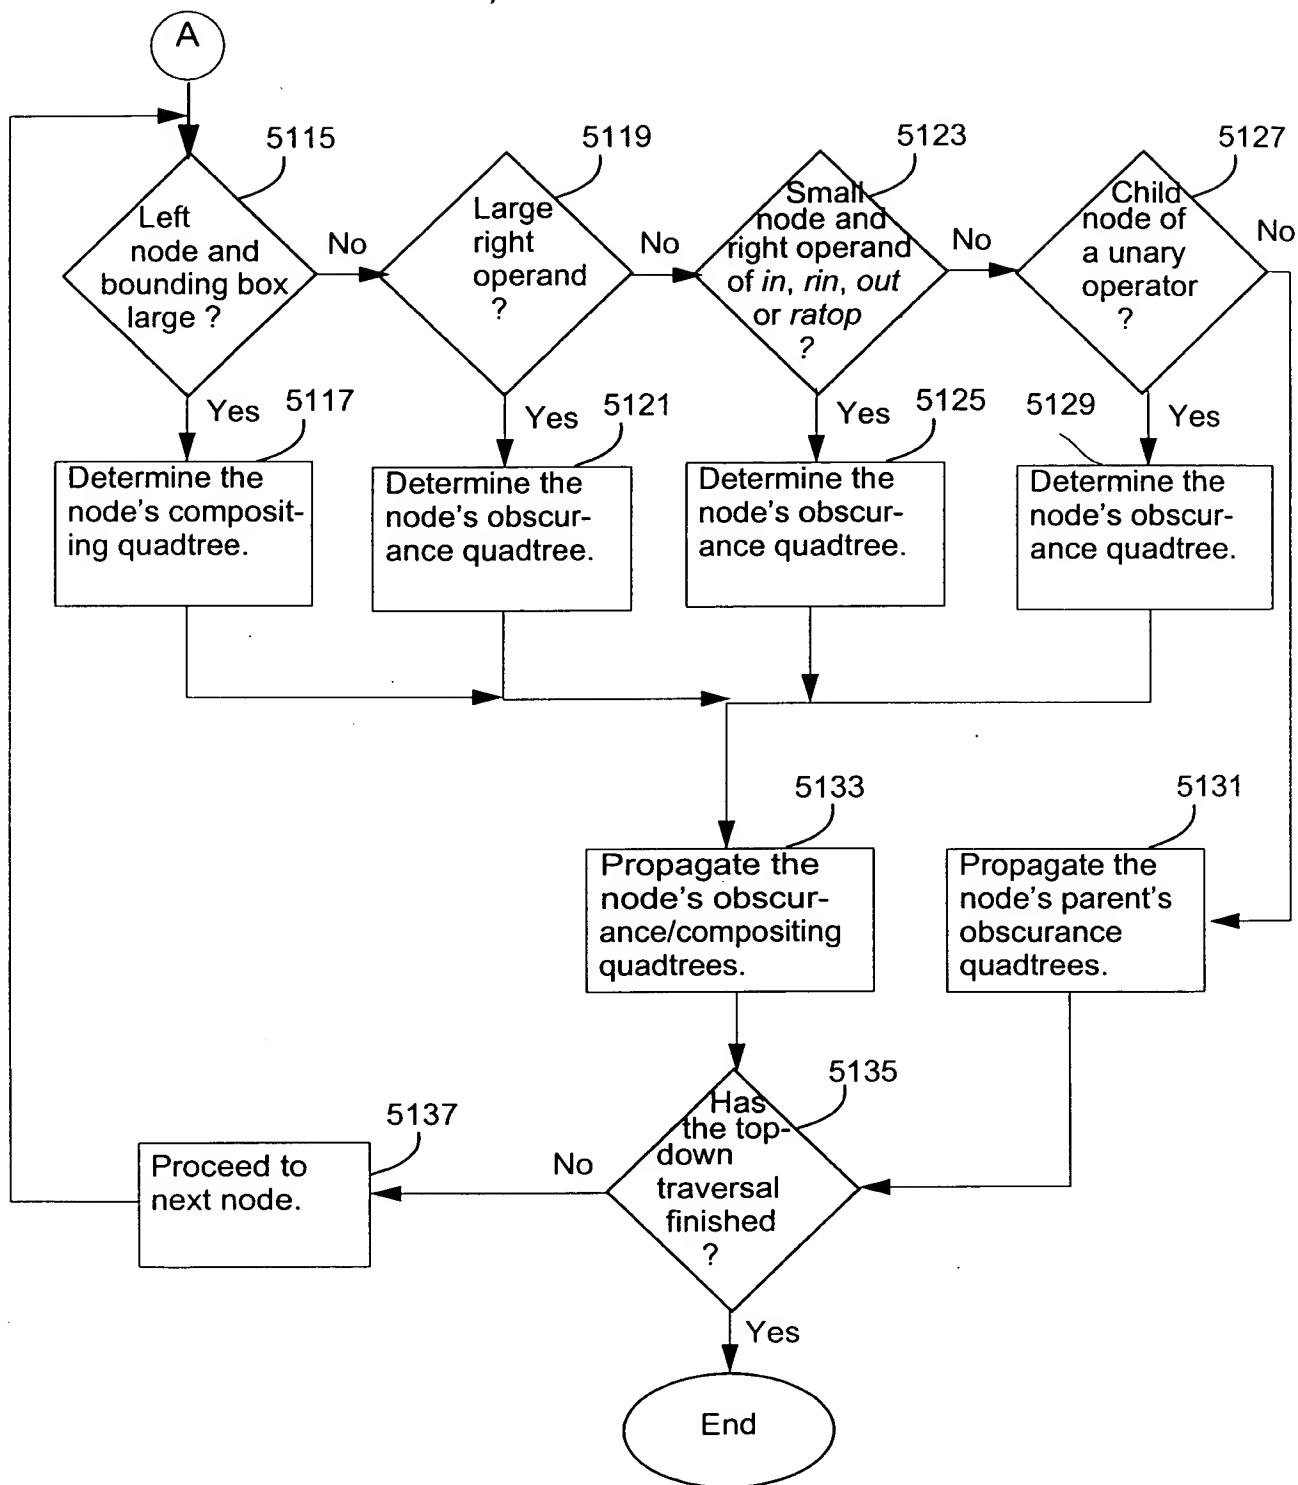 A
5115
5119
5123
5127
Left
node and
bounding box
large ?
No
Large
right
operand
?
No
Small
node and
right operand
of in, rin, out
or ratop
?
No
Child
node of
a unary
operator
?
No
Yes
5117
Yes
5121
Yes
5125
5129
Yes
Determine the
node's composit-
ing quadtree.
Determine the
node's obscur-
ance quadtree.
Determine the
node's obscur-
ance quadtree.
Determine the
node's obscur-
ance quadtree.
5133
5131
Propagate the
node's obscur-
ance/compositing
quadtrees.
Propagate the
node's parent's
obscurance
quadtrees.
5135
5137
Has
the top-
down
traversal
finished
?
No
Proceed to
next node.
Yes
End